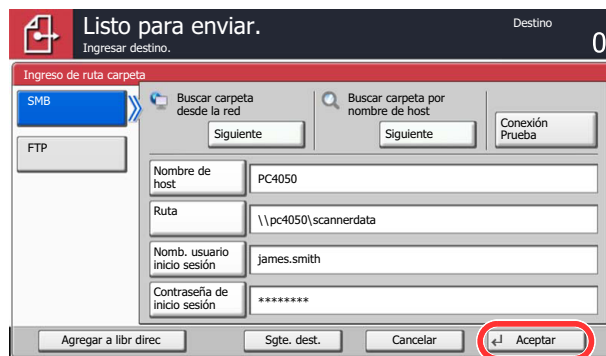 Listo para enviar.
Destino
Ingresar destino.
0
Ingreso de ruta carpeta
SMB
FTP
Buscar carpeta
desde la red
Siguiente
Buscar carpeta por
nombre de host
Siguiente
Conexión
Prueba
Nombre de
host
PC4050
Ruta
\\pc4050\scannerdata
Nomb. usuario
inicio sesión
james.smith
Contraseña de
inicio sesión
********
Agregar a libr direc
Sgte. dest.
Cancelar
Aceptar